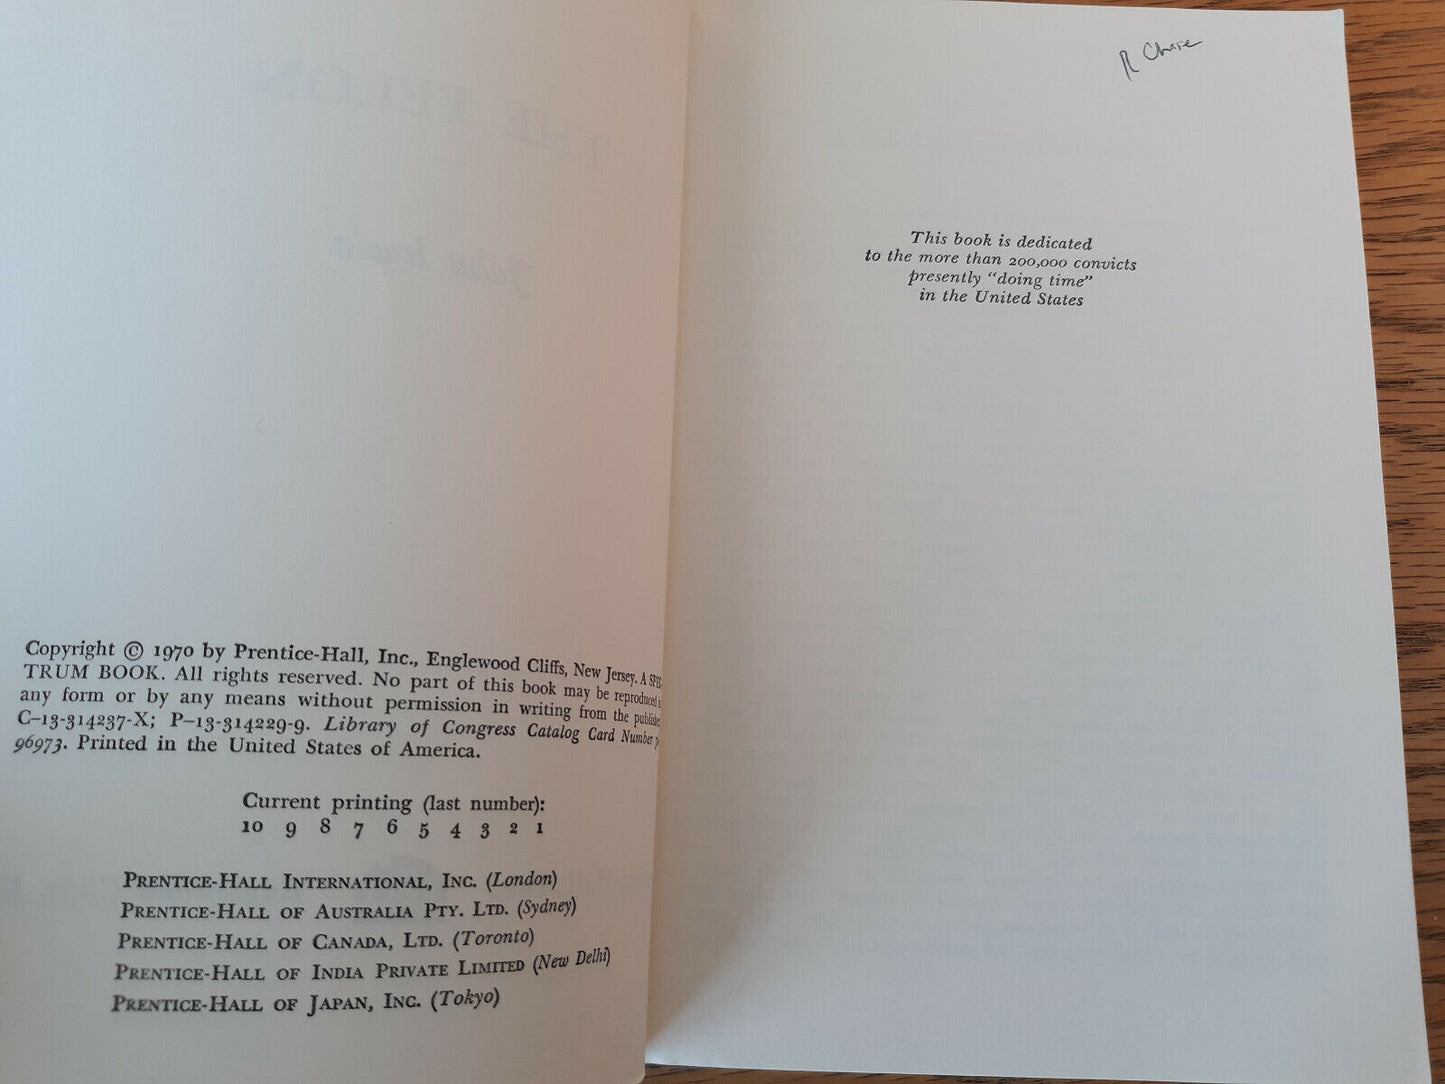 THE FELON
John Irwin
Copyright © 1970 by Prentice-Hall, Inc., Englewood Cliffs, New Jersey. A SPEC-
TRUM BOOK. All rights reserved. No part of this book may be reproduced
any form or by any means without permission in writing from the publisher
C–13-314237-X; P–13-314229-9. Library of Congress Catalog Card Number
96973. Printed in the United States of America.
Current printing (last number):
10 9 8 7 6 5 4 3 2 1
PRENTICE-HALL INTERNATIONAL, INC. (London)
PRENTICE-HALL OF AUSTRALIA PTY. LTD. (Sydney)
PRENTICE-HALL OF CANADA, LTD. (Toronto)
PRENTICE-HALL OF INDIA PRIVATE LIMITED (New Delhi)
PRENTICE-HALL OF JAPAN, INC. (Tokyo)
R Chase
This book is dedicated
to the more than 200,000 convicts
presently "doing time"
in the United States